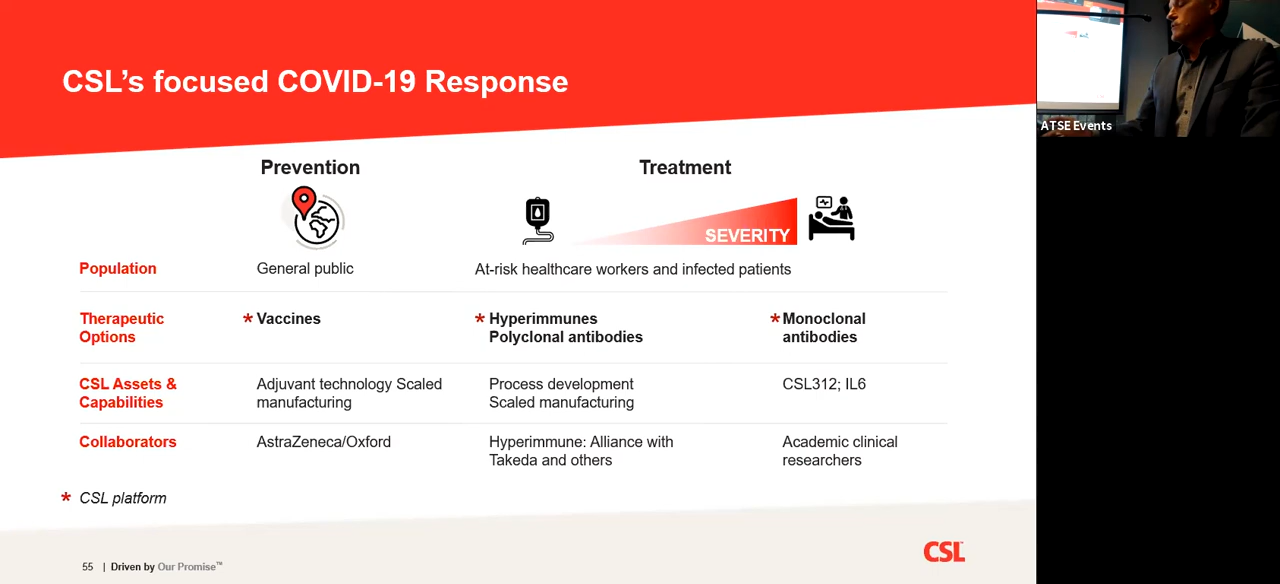 CSL's focused COVID-19 Response
ATSE Events
Prevention
Treatment
SEVERITY
Population
General public
At-risk healthcare workers and infected patients
Therapeutic
Options
* Vaccines
* Hyperimmunes
Polyclonal antibodies
* Monoclonal
antibodies
CSL Assets &
Capabilities
Adjuvant technology Scaled
manufacturing
Process development
Scaled manufacturing
CSL312; IL6
Collaborators
AstraZeneca/Oxford
Hyperimmune: Alliance with
Takeda and others
Academic clinical
researchers
* CSL platform
55 | Driven by Our Promise™
CSL™